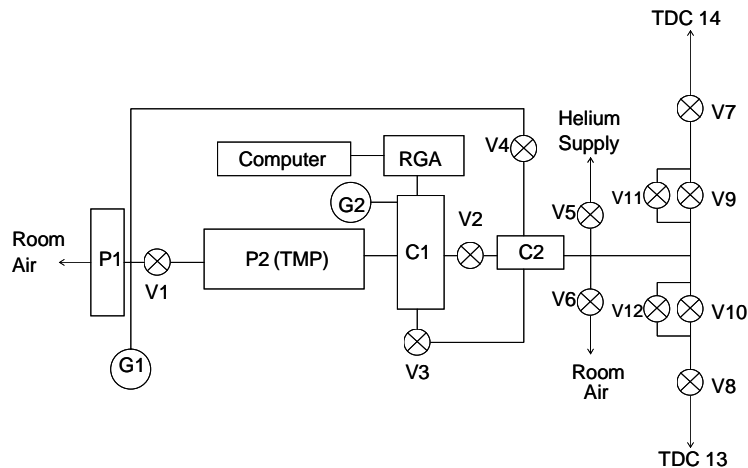 TDC 14
V7
Helium
Supply
V4
Computer
RGA
V11
V9
G2
V5
V2
Room
Air
P1
V1
P2 (TMP)
C1
C2
V6
V12
V10
G1
V3
Room
Air
V8
TDC 13